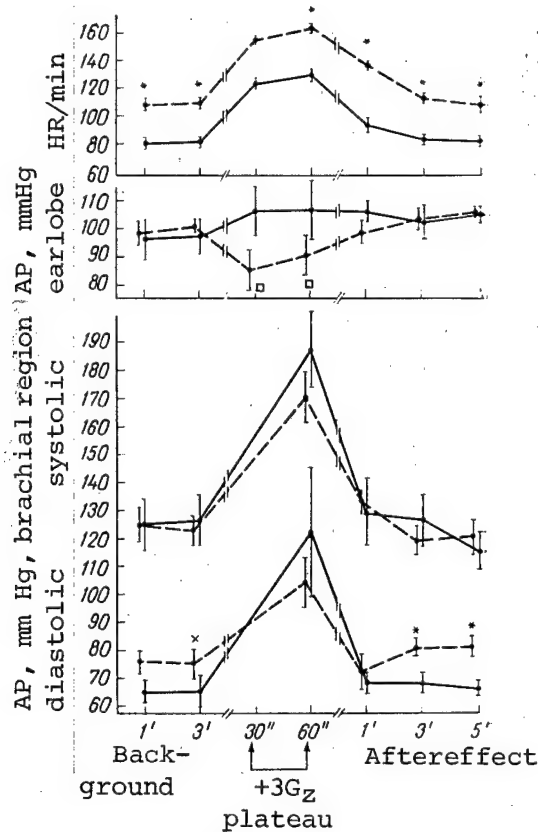 HR/min
160
140
120
100
80
60
AP, mmHg
earlobe
100
90
80
AP, mm Hg, brachial region
systolic
diastolic
190
180
170
160
150
140
130
120
110
100
90
80
70
60
1' 3' 30" 60" 1' 3' 5'
Back-
ground
+3GZ
plateau
Aftereffect